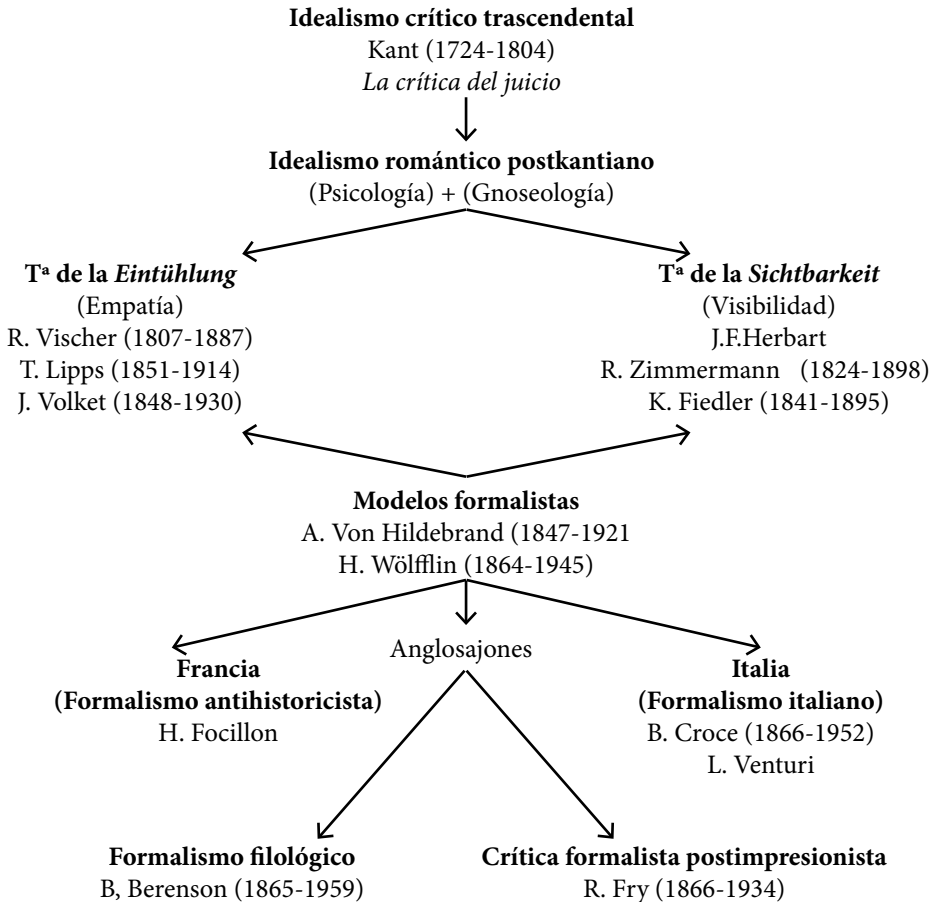 Idealismo crítico trascendental
Kant (1724-1804)
La crítica del juicio
Idealismo romántico postkantiano
(Psicología) + (Gnoseología)
Tª de la Eintühlung
(Empatía)
R. Vischer (1807-1887)
T. Lipps (1851-1914)
J. Volket (1848-1930)
Tª de la Sichtbarkeit
(Visibilidad)
J.F.Herbart
R. Zimmermann (1824-1898)
K. Fiedler (1841-1895)
Modelos formalistas
A. Von Hildebrand (1847-1921
H. Wölfflin (1864-1945)
Francia
(Formalismo antihistoricista)
H. Focillon
Anglosajones
Italia
(Formalismo italiano)
B. Croce (1866-1952)
L. Venturi
Formalismo filológico
B, Berenson (1865-1959)
Crítica formalista postimpresionista
R. Fry (1866-1934)